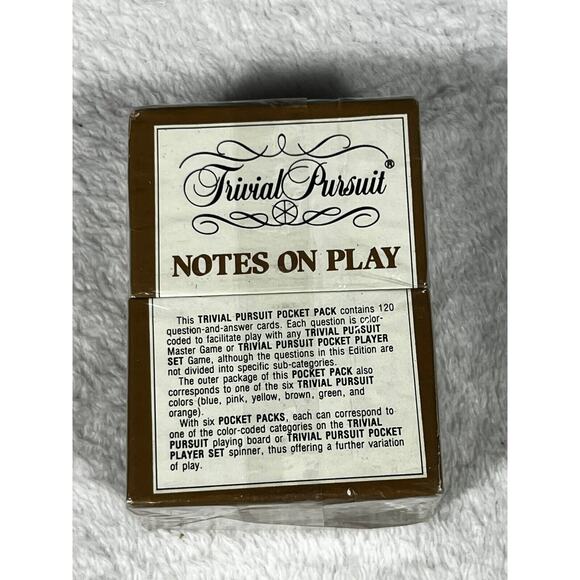 Trivial Pursuit®
NOTES ON PLAY
This TRIVIAL PURSUIT POCKET PACK contains 120
question-and-answer cards. Each question is color-
coded to facilitate play with any TRIVIAL PURSUIT
Master Game or TRIVIAL PURSUIT POCKET PLAYER
SET Game, although the questions in this Edition are
not divided into specific sub-categories.
The outer package of this POCKET PACK also
corresponds to one of the six TRIVIAL PURSUIT
colors (blue, pink, yellow, brown, green, and
orange).
With six POCKET PACKS, each can correspond to
one of the color-coded categories on the TRIVIAL
PURSUIT playing board or TRIVIAL PURSUIT POCKET
PLAYER SET spinner, thus offering a further variation
of play.